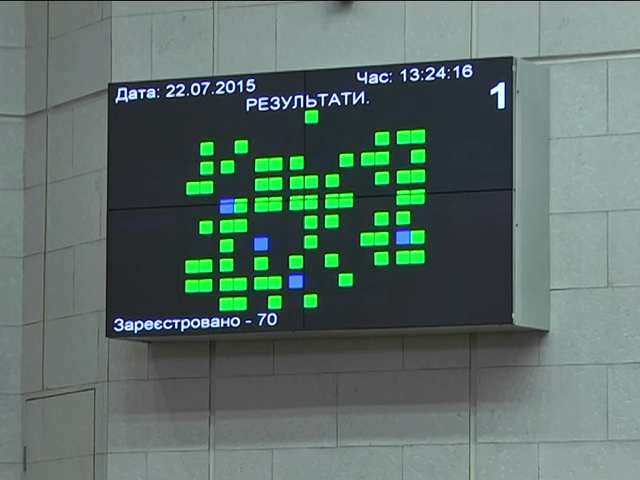 Дата: 22.07.2015 Час: 13:24:16
РЕЗУЛЬТАТИ. 1
Зареєстровано - 70